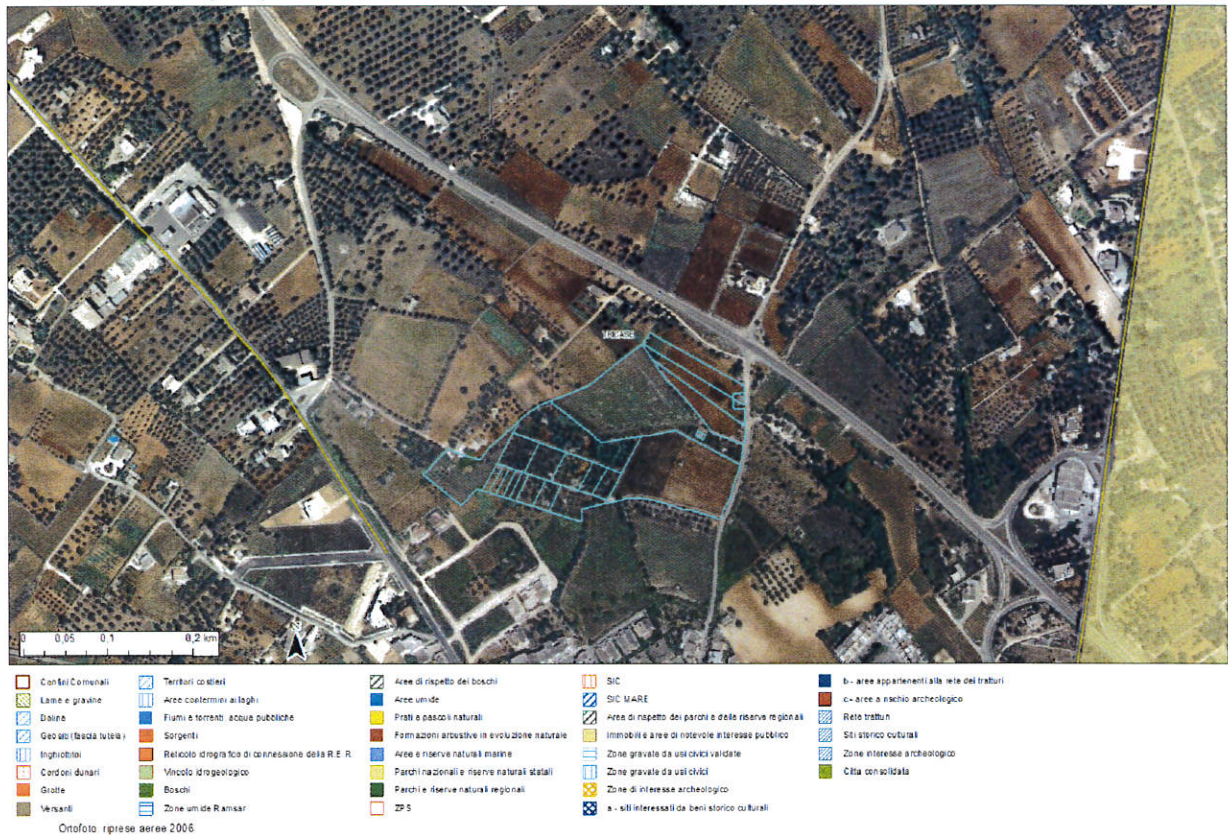 TRICASE
0 0,05 0,1 0,2 km
Confini Comunali
Lame e gravine
Doline
Geositi (fascia tutela)
Inghiottitoi
Cordoni dunari
Grotte
Versanti
Territori costieri
Aree contermini ai laghi
Fiumi e torrenti, acque pubbliche
Sorgenti
Reticolo idrografico di connessione della R.E.R.
Vincolo idrogeologico
Boschi
Zone umide Ramsar
Aree di rispetto dei boschi
Aree umide
Prati e pascoli naturali
Formazioni arbustive in evoluzione naturale
Aree e riserve naturali marine
Parchi nazionali e riserve naturali statali
Parchi e riserve naturali regionali
ZPS
SIC
SIC MARE
Area di rispetto dei parchi e delle riserve regionali
Immobili e aree di notevole interesse pubblico
Zone gravate da usi civici validate
Zone gravate da usi civici
Zone di interesse archeologico
a - siti interessati da beni storico culturali
b - aree appartenenti alla rete dei tratturi
c - aree a rischio archeologico
Rete tratturi
Siti storico culturali
Zone interesse archeologico
Citta consolidata
Ortofoto riprese aeree 2006